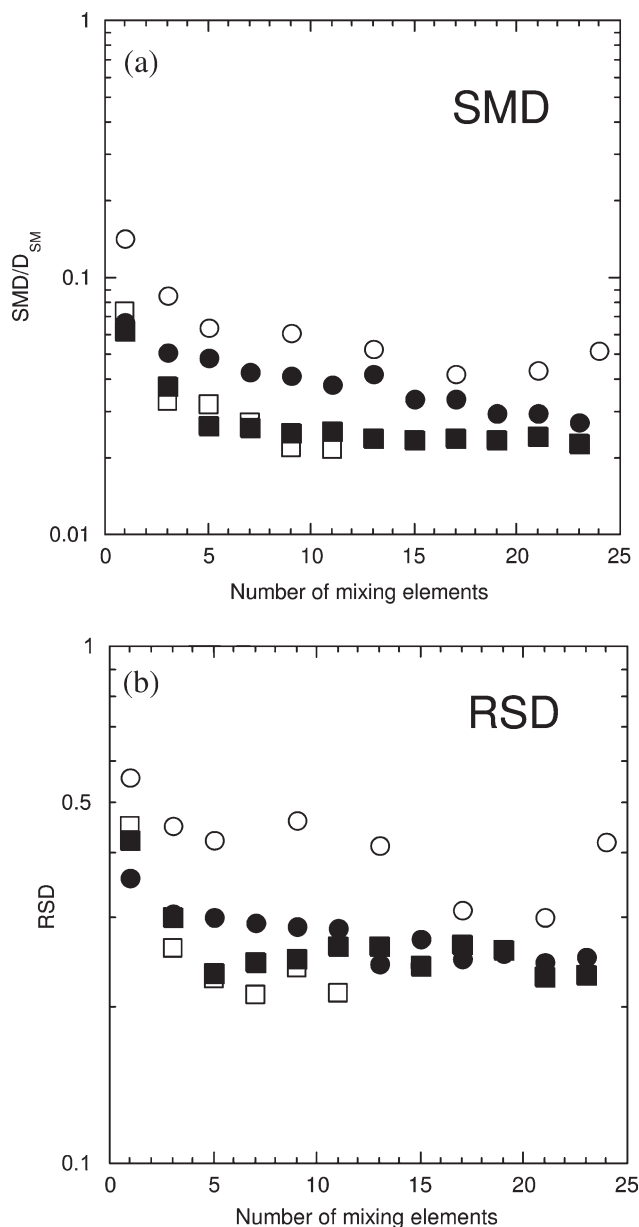 1
(a)
SMD
SMD/D_SM
0.1
0.01
0 5 10 15 20 25
Number of mixing elements
1
(b)
RSD
0.5
RSD
0.1
0 5 10 15 20 25
Number of mixing elements